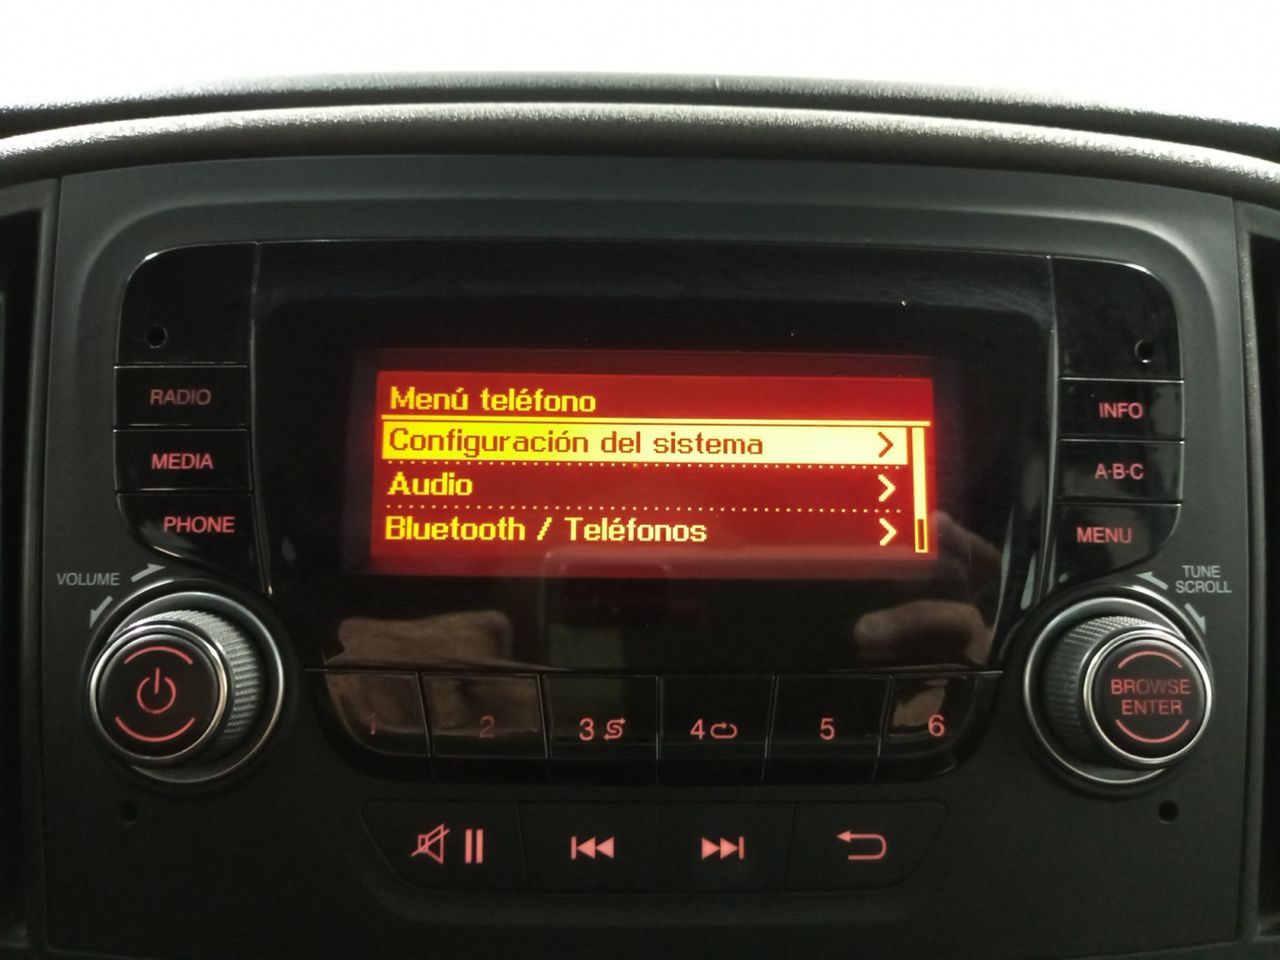 Menú teléfono
Configuración del sistema
Audio
Bluetooth / Teléfonos
RADIO
MEDIA
PHONE
VOLUME
INFO
A·B·C
MENU
TUNE
SCROLL
BROWSE
ENTER
1
2
3
4
5
6